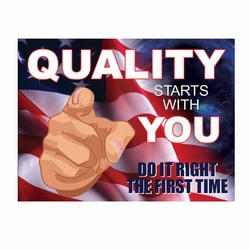 QUALITY
STARTS
WITH
YOU
DO IT RIGHT
THE FIRST TIME